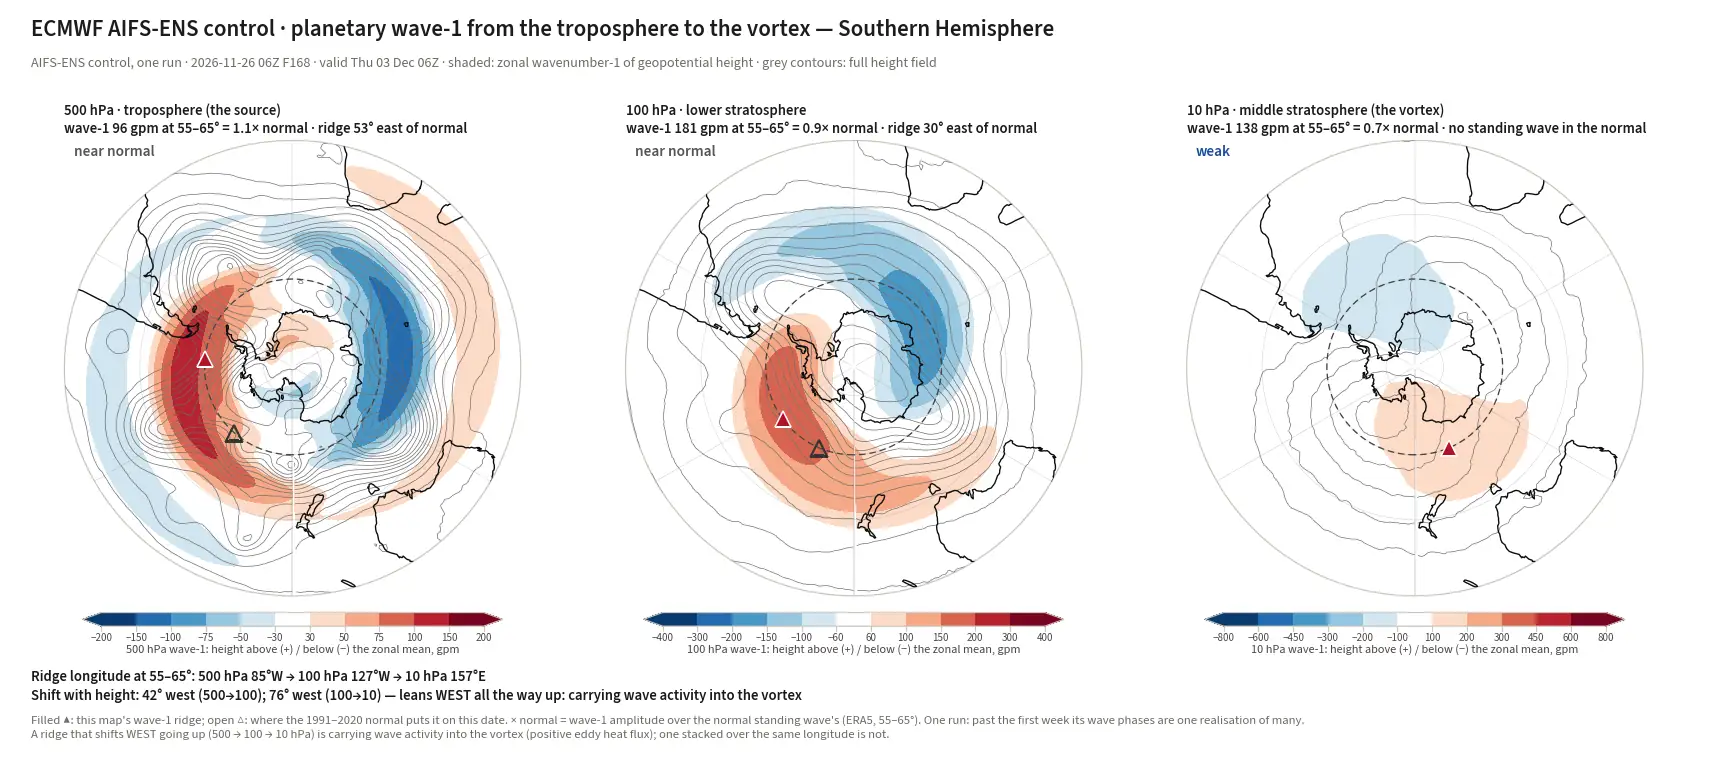 ECMWF AIFS-ENS control · planetary wave-1 from the troposphere to the vortex — Southern Hemisphere
AIFS-ENS control, one run · 2026-11-26 06Z F168 · valid Thu 03 Dec 06Z · shaded: zonal wavenumber-1 of geopotential height · grey contours: full height field
500 hPa · troposphere (the source)
wave-1 96 gpm at 55–65° = 1.1× normal · ridge 53° east of normal
near normal
100 hPa · lower stratosphere
wave-1 181 gpm at 55–65° = 0.9× normal · ridge 30° east of normal
near normal
10 hPa · middle stratosphere (the vortex)
wave-1 138 gpm at 55–65° = 0.7× normal · no standing wave in the normal
weak
−200 −150 −100 −75 −50 −30 30 50 75 100 150 200
500 hPa wave-1: height above (+) / below (−) the zonal mean, gpm
−400 −300 −200 −150 −100 −60 60 100 150 200 300 400
100 hPa wave-1: height above (+) / below (−) the zonal mean, gpm
−800 −600 −450 −300 −200 −100 100 200 300 450 600 800
10 hPa wave-1: height above (+) / below (−) the zonal mean, gpm
Ridge longitude at 55–65°: 500 hPa 85°W → 100 hPa 127°W → 10 hPa 157°E
Shift with height: 42° west (500→100); 76° west (100→10) — leans WEST all the way up: carrying wave activity into the vortex
Filled ▲: this map's wave-1 ridge; open △: where the 1991–2020 normal puts it on this date. × normal = wave-1 amplitude over the normal standing wave's (ERA5, 55–65°). One run: past the first week its wave phases are one realisation of many.
A ridge that shifts WEST going up (500 → 100 → 10 hPa) is carrying wave activity into the vortex (positive eddy heat flux); one stacked over the same longitude is not.